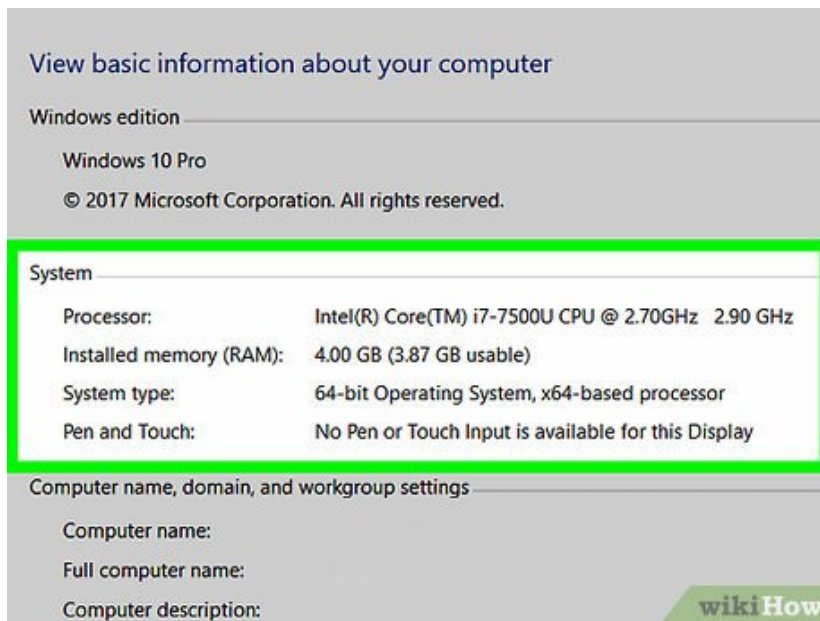 View basic information about your computer
Windows edition
Windows 10 Pro
© 2017 Microsoft Corporation. All rights reserved.
System
Processor: Intel(R) Core(TM) i7-7500U CPU @ 2.70GHz 2.90 GHz
Installed memory (RAM): 4.00 GB (3.87 GB usable)
System type: 64-bit Operating System, x64-based processor
Pen and Touch: No Pen or Touch Input is available for this Display
Computer name, domain, and workgroup settings
Computer name:
Full computer name:
Computer description:
wikiHow